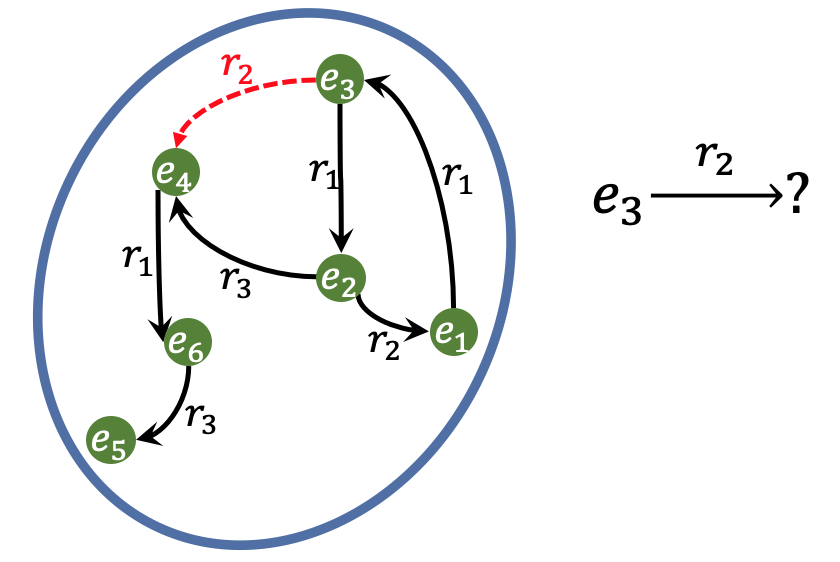 r₂
e₃
r₂
e₄
r₁
r₁
e₃ ⟶ ?
r₁
r₃
e₂
r₂
e₁
e₆
r₃
e₅